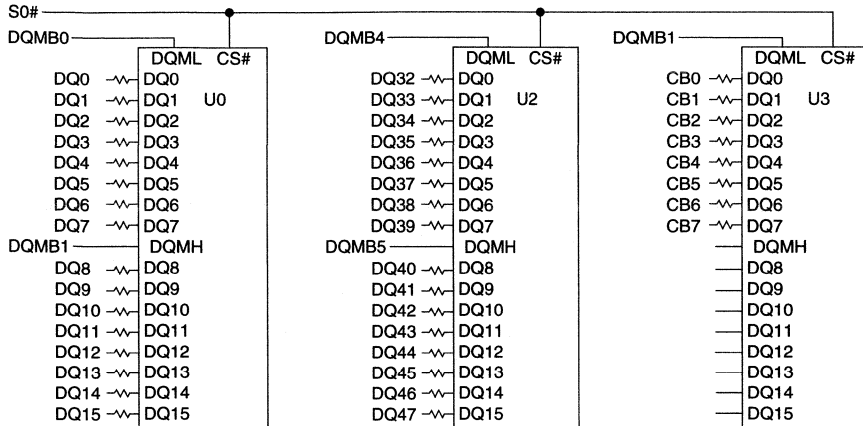 S0#
DQMB0 DQMB4 DQMB1
DQML CS# DQML CS# DQML CS#
DQ0 DQ0 DQ32 DQ0 CB0 DQ0
DQ1 DQ1 U0 DQ33 DQ1 U2 CB1 DQ1 U3
DQ2 DQ2 DQ34 DQ2 CB2 DQ2
DQ3 DQ3 DQ35 DQ3 CB3 DQ3
DQ4 DQ4 DQ36 DQ4 CB4 DQ4
DQ5 DQ5 DQ37 DQ5 CB5 DQ5
DQ6 DQ6 DQ38 DQ6 CB6 DQ6
DQ7 DQ7 DQ39 DQ7 CB7 DQ7
DQMB1 DQMH DQMB5 DQMH DQMH
DQ8 DQ8 DQ40 DQ8 DQ8
DQ9 DQ9 DQ41 DQ9 DQ9
DQ10 DQ10 DQ42 DQ10 DQ10
DQ11 DQ11 DQ43 DQ11 DQ11
DQ12 DQ12 DQ44 DQ12 DQ12
DQ13 DQ13 DQ45 DQ13 DQ13
DQ14 DQ14 DQ46 DQ14 DQ14
DQ15 DQ15 DQ47 DQ15 DQ15